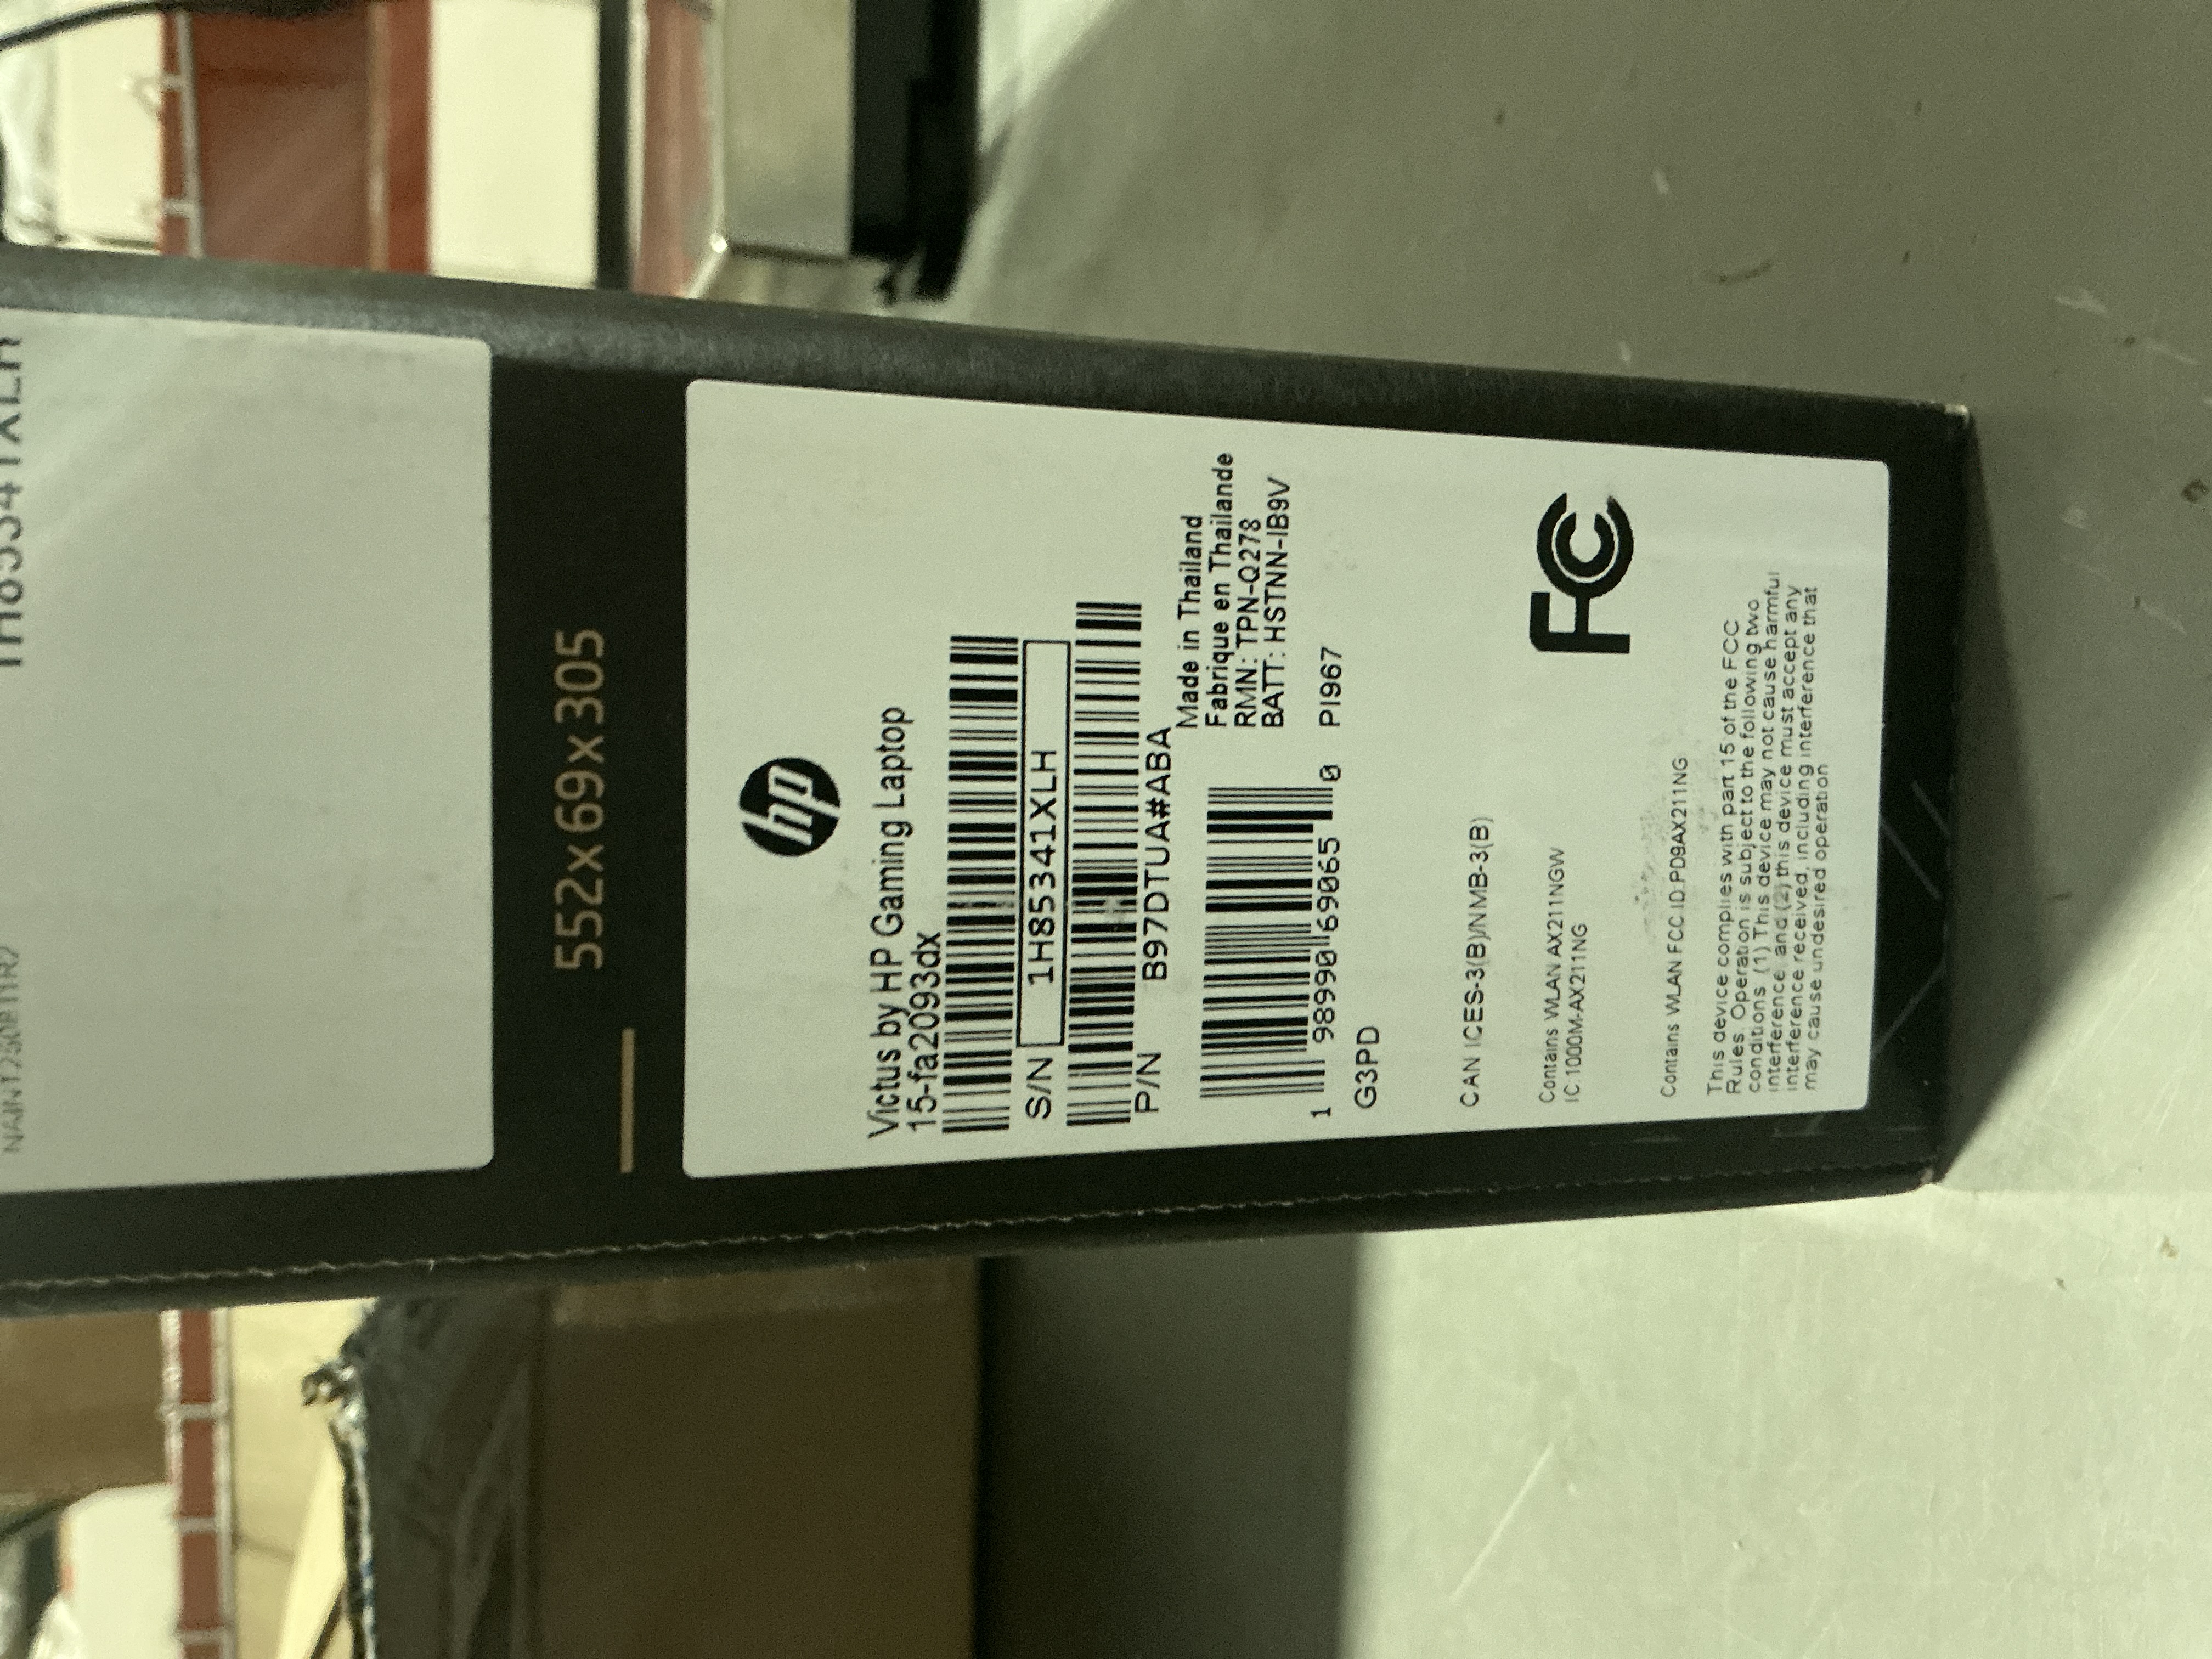 552x69x305
hp
Victus by HP Gaming Laptop
15-fa2093dx
S/N 1H85341XLH
P/N B97DTUA#ABA
Made in Thailand
Fabrique en Thailande
RMN: TPN-Q278
BATT: HSTNN-IB9V
1 98990 69065 0 PI967
G3PD
CAN ICES-3(B)/NMB-3(B)
Contains WLAN AX211NGW
IC 1000M-AX211NG
Contains WLAN FCC ID PD9AX211NG
FC
This device complies with part 15 of the FCC
Rules. Operation is subject to the following two
conditions (1) This device may not cause harmful
interference and (2) this device must accept any
interference received, including interference that
may cause undesired operation